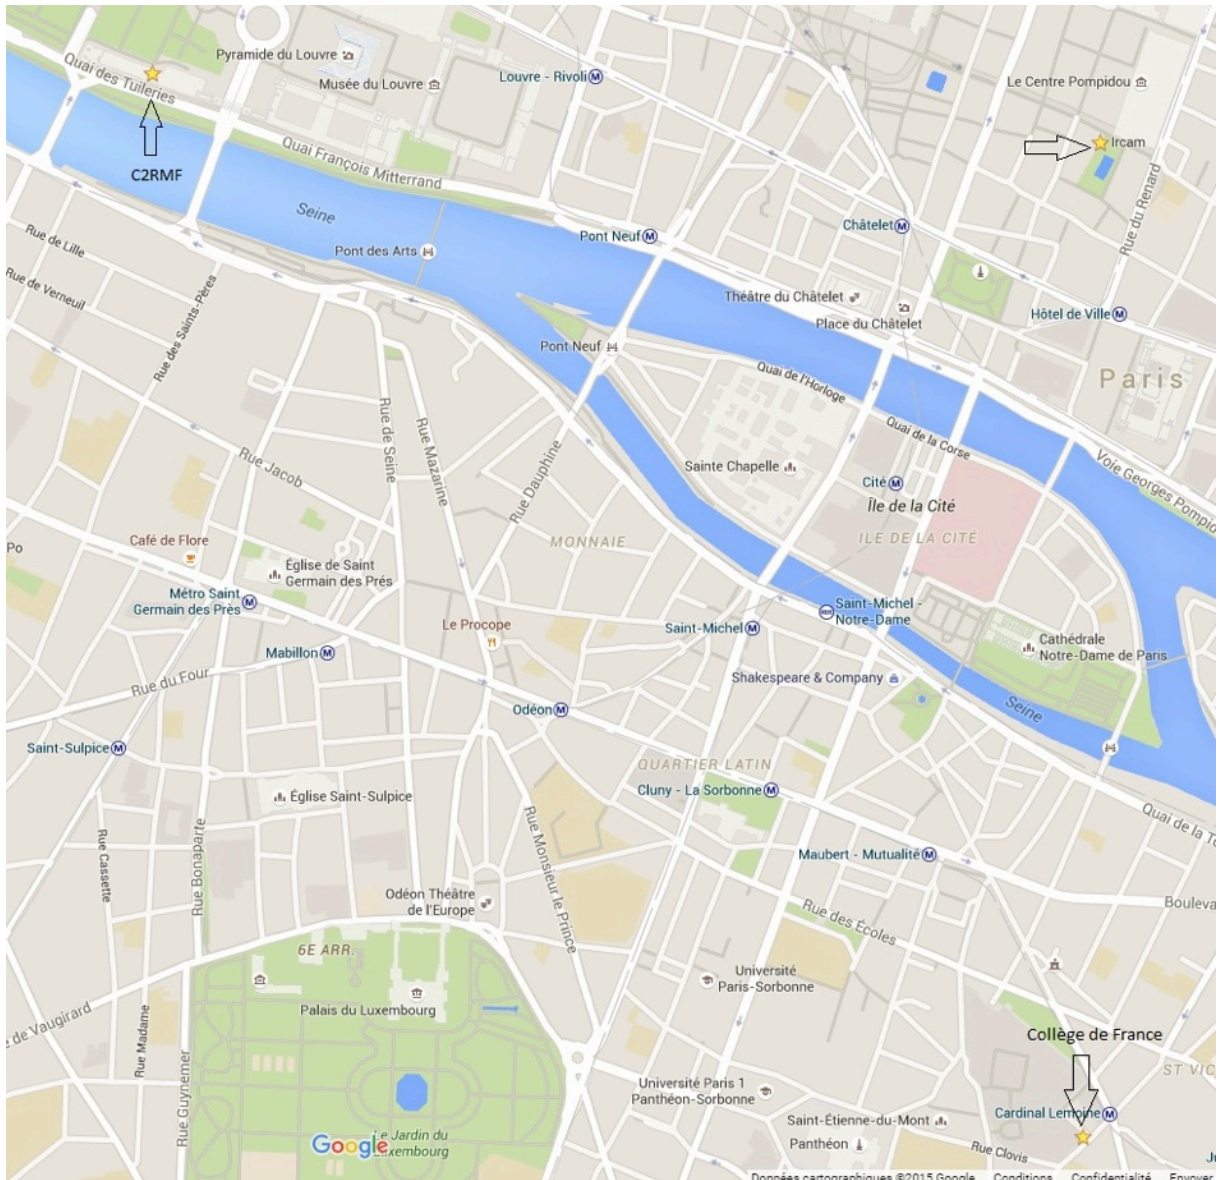 Pyramide du Louvre
Musée du Louvre
Louvre - Rivoli
Le Centre Pompidou
Quai des Tuileries
C2RMF
Ircam
Quai François Mitterrand
Rue du Renard
Seine
Rue de Lille
Pont des Arts
Pont Neuf
Châtelet
Rue de Verneuil
Rue des Saints-Pères
Théâtre du Châtelet
Place du Châtelet
Hôtel de Ville
Pont Neuf
Quai de l'Horloge
Paris
Rue de Seine
Rue Mazarine
Rue Dauphine
Quai de la Corse
Voie Georges Pompid
Rue Jacob
Sainte Chapelle
Cité
Île de la Cité
ILE DE LA CITÉ
MONNAIE
Po
Café de Flore
Église de Saint
Germain des Prés
Métro Saint
Germain des Près
Le Procope
Saint-Michel
Saint-Michel -
Notre-Dame
Cathédrale
Notre-Dame de Paris
Mabillon
Rue du Four
Shakespeare & Company
Seine
Odéon
Saint-Sulpice
QUARTIER LATIN
Cluny - La Sorbonne
Église Saint-Sulpice
Quai de la To
Rue Cassette
Rue Bonaparte
Rue Monsieur le Prince
Maubert - Mutualité
Odéon Théâtre
de l'Europe
Rue des Écoles
Bouleva
6E ARR.
Université
Paris-Sorbonne
Palais du Luxembourg
e de Vaugirard
Rue Madame
Collège de France
Rue Guynemer
ST VIC
Université Paris 1
Panthéon-Sorbonne
Saint-Étienne-du-Mont
Cardinal Lemoine
Panthéon
Rue Clovis
Google
Le Jardin du
Luxembourg
Ju
Données cartographiques ©2015 Google Conditions Confidentialité Envoyer